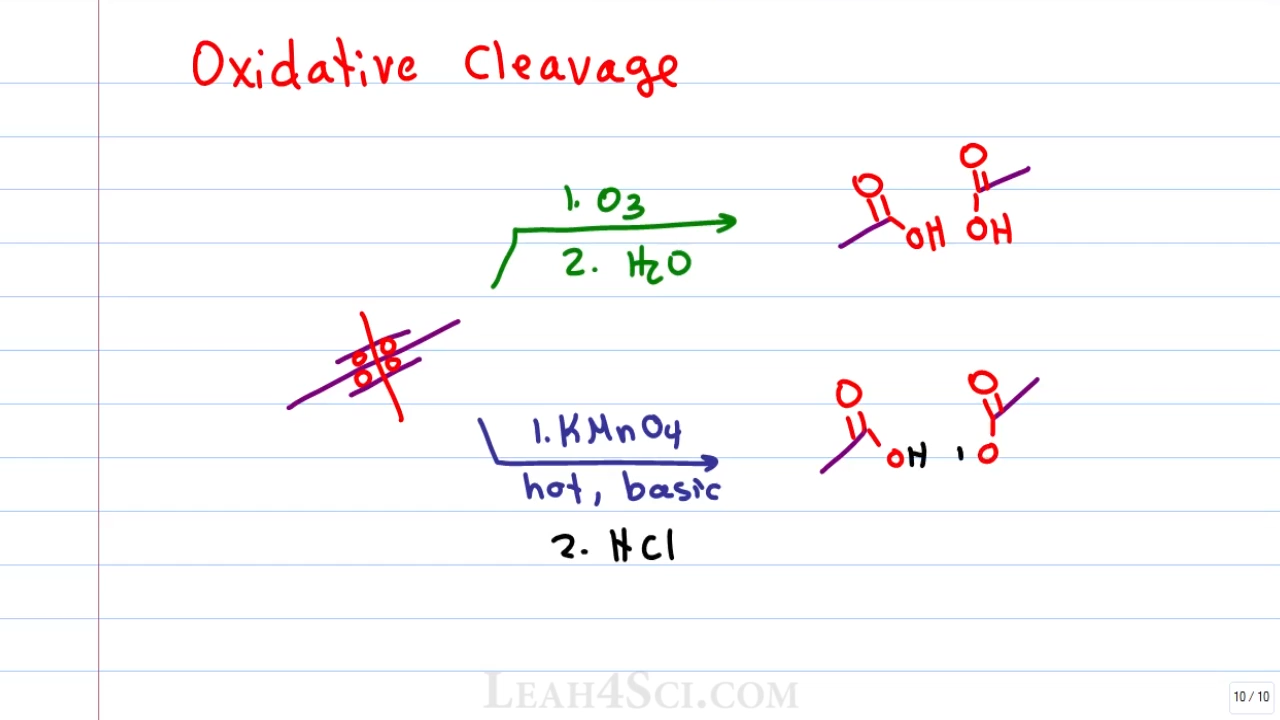 Oxidative Cleavage
1. O3
2. H2O
O
OH
O
OH
1. KMnO4
hot, basic
2. HCl
O
OH
O
O
LEAH4SCI.COM
10 / 10